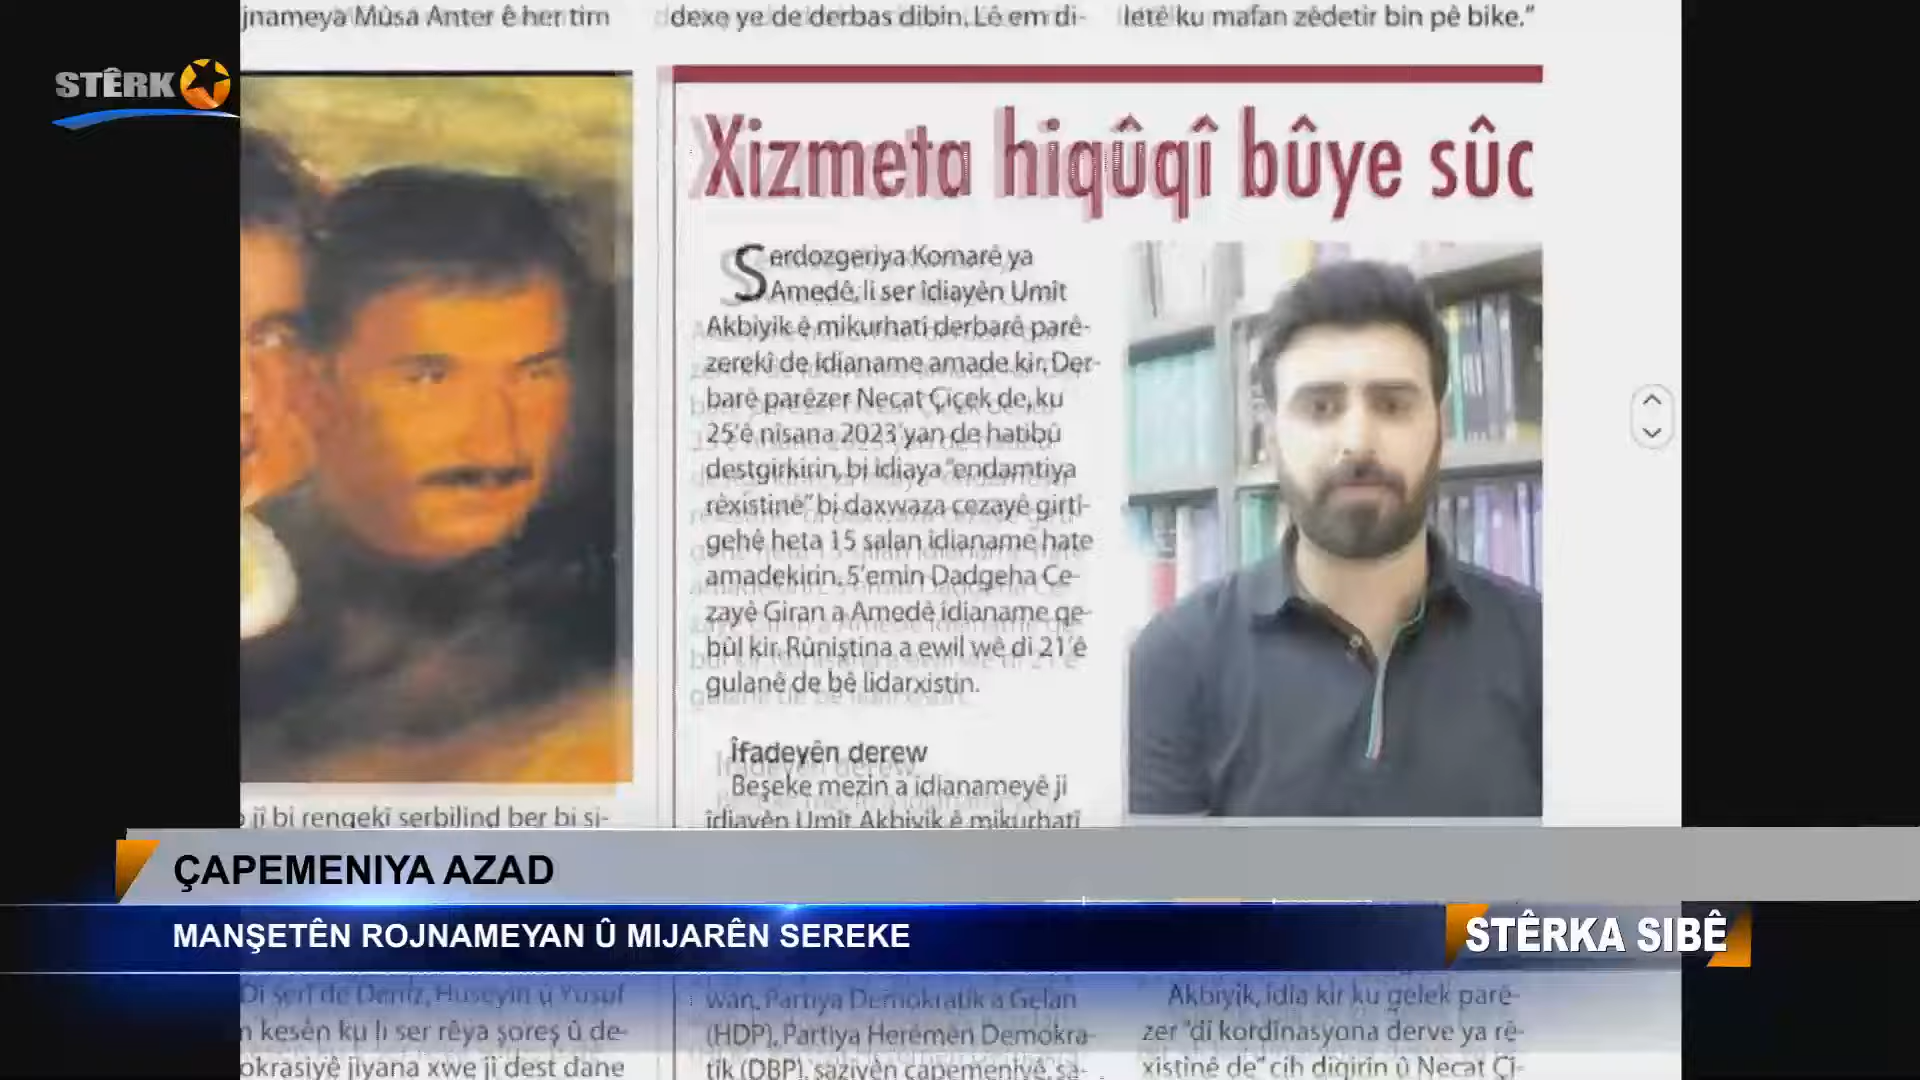 jnameya Mûsa Anter ê her tim
dexe ye de derbas dibin. Lê em di-
letê ku mafan zêdetir bin pê bike."
STÊRK
Xizmeta hiqûqî bûye sûc
Serdozgeriya Komarê ya
Amedê, li ser îdiayên Umît
Akbiyik ê mikurhatî derbarê parê-
zerekî de îdianame amade kir. Der-
barê parêzer Necat Çiçek de, ku
25'ê nîsana 2023'yan de hatibû
destgirkirin, bi îdiaya "endamtiya
rêxistinê" bi daxwaza cezayê girtî-
gehê heta 15 salan îdianame hate
amadekirin. 5'emin Dadgeha Ce-
zayê Giran a Amedê îdianame qe-
bûl kir. Rûniştina a ewil wê di 21'ê
gulanê de bê lidarxistin.
Îfadeyên derew
Beşeke mezin a îdianameyê ji
îdiayên Umît Akbiyik ê mikurhatî
jî bi rengekî serbilind ber bi si-
ÇAPEMENIYA AZAD
MANŞETÊN ROJNAMEYAN Û MIJARÊN SEREKE
STÊRKA SIBÊ
Di şerî de Deniz, Huseyin û Yusuf
kesên ku li ser rêya şoreş û de-
okrasiyê jiyana xwe ji dest dane
wan, Partiya Demokratîk a Gelan
(HDP), Partiya Herêmên Demokra-
tîk (DBP), saziyên çapemeniyê, sa-
Akbiyik, îdia kir ku gelek parê-
zer "di kordînasyona derve ya rê-
xistinê de" cih digirin û Necat Çi-